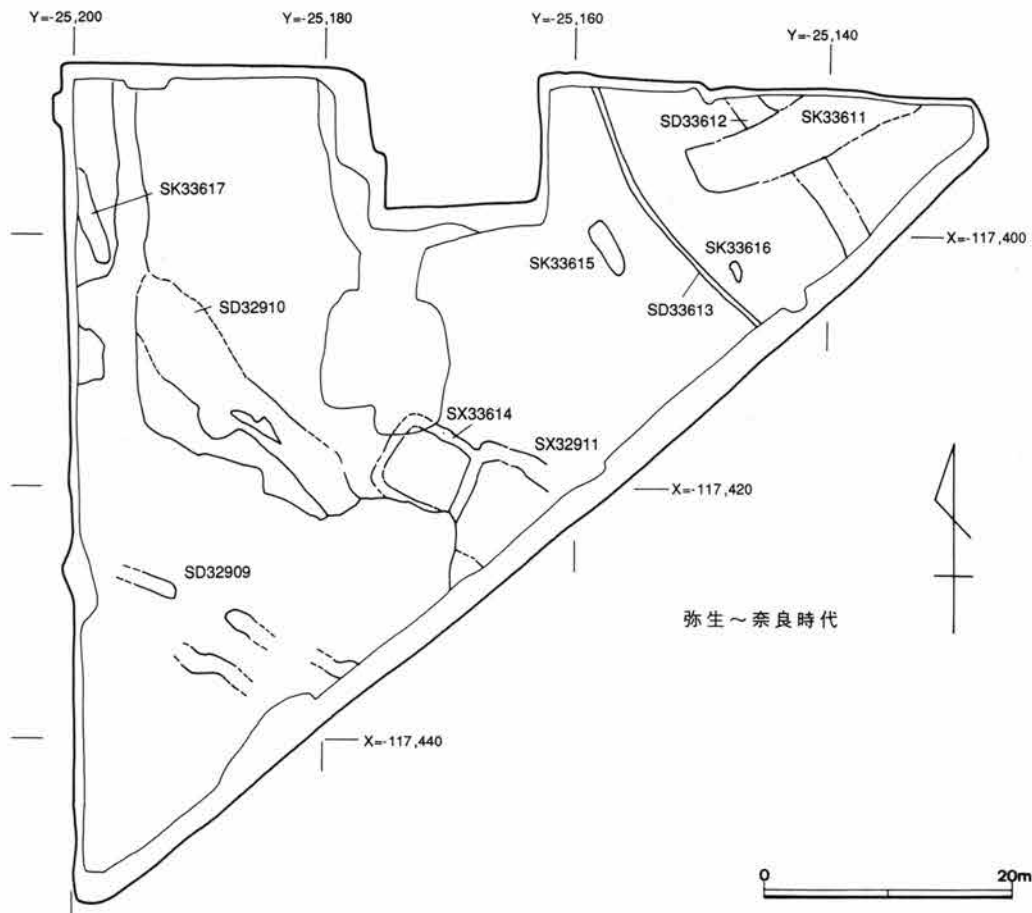 Y=-25,200
Y=-25,180
Y=-25,160
Y=-25,140
SD33612
SK33611
SK33617
X=-117,400
SK33615
SK33616
SD32910
SD33613
SX33614
SX32911
X=-117,420
SD32909
弥生～奈良時代
X=-117,440
0
20m